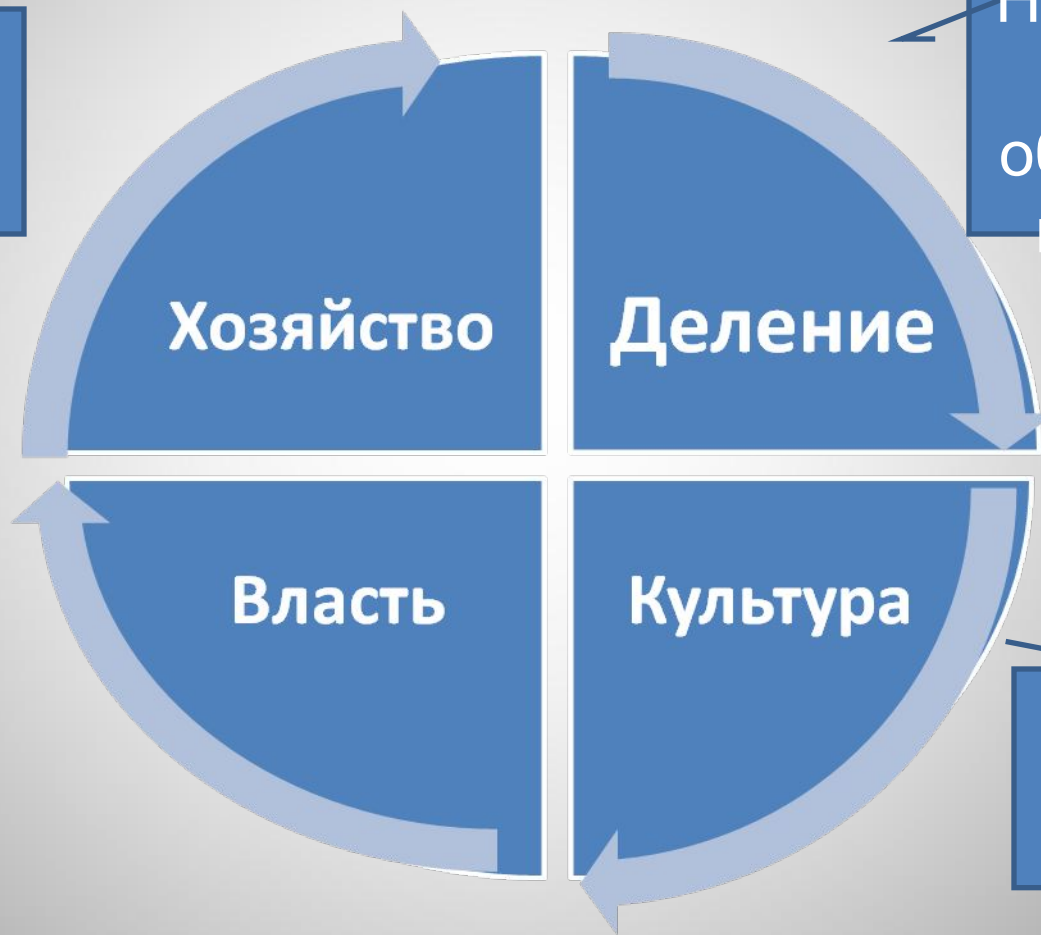 Хозяйство
Деление
Власть
Культура